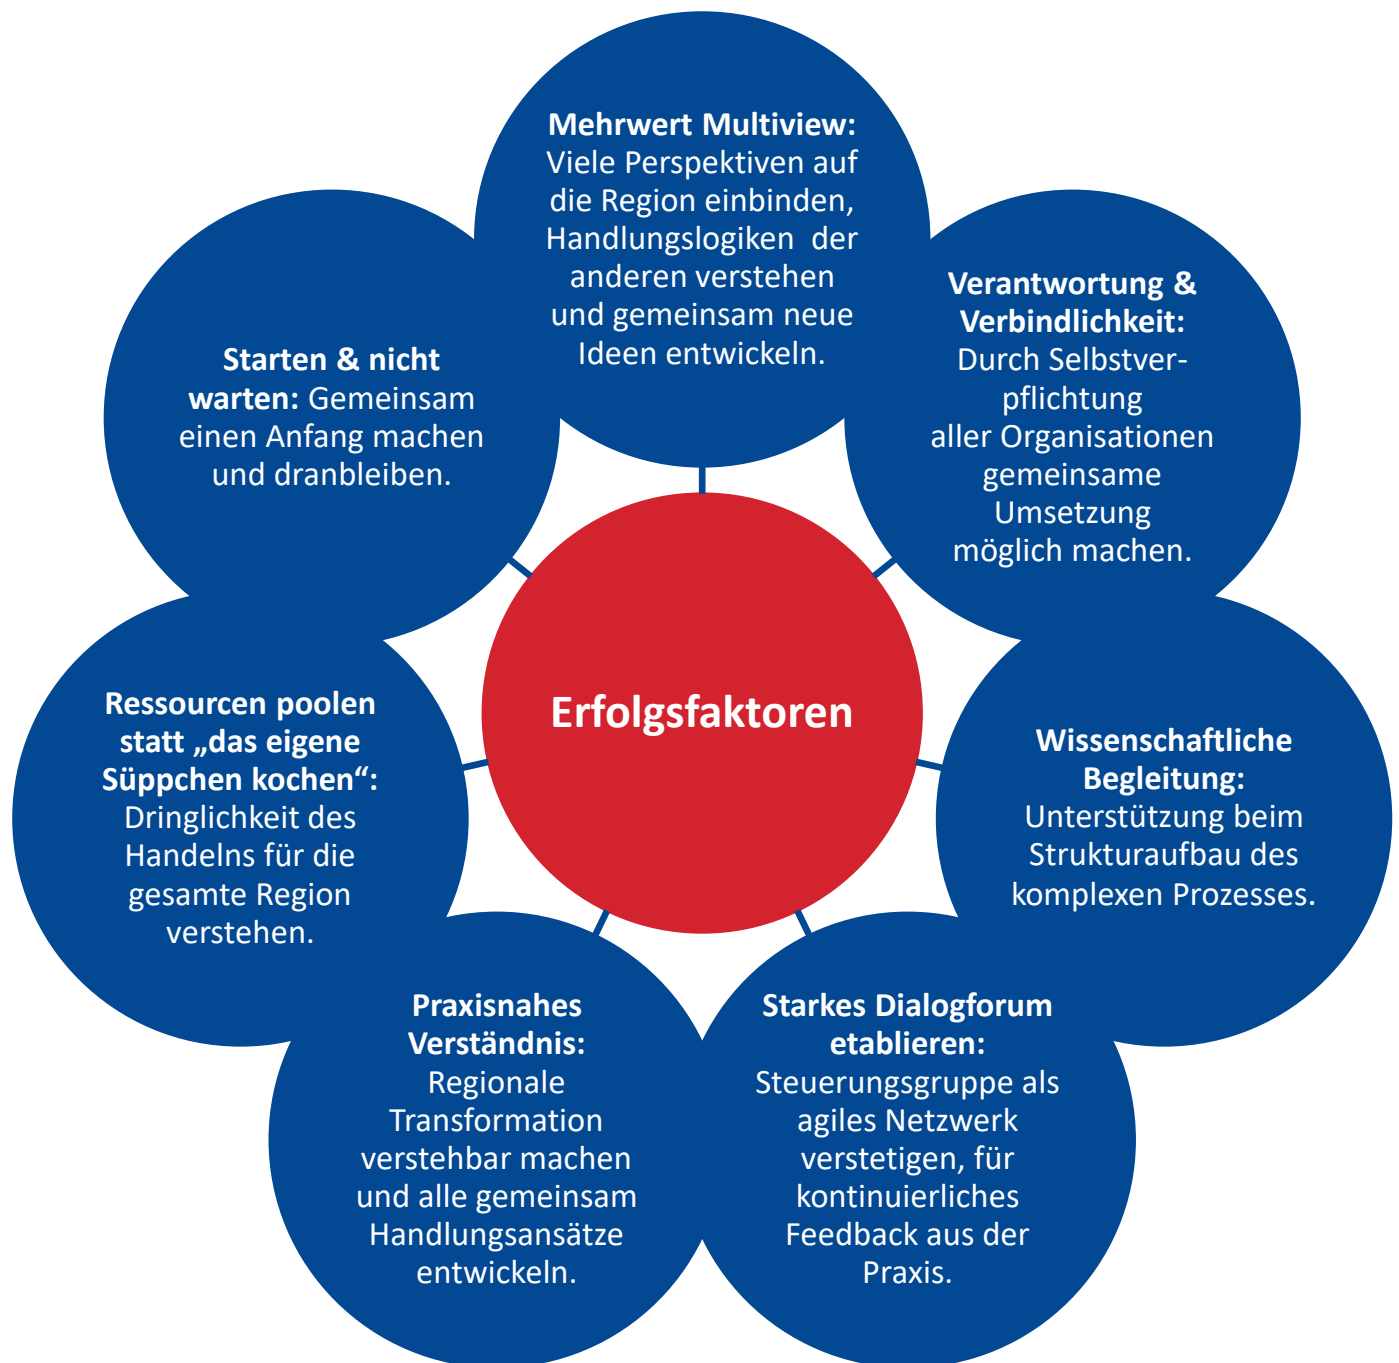 Mehrwert Multiview:
Viele Perspektiven auf
die Region einbinden,
Handlungslogiken der
anderen verstehen
und gemeinsam neue
Ideen entwickeln.
Verantwortung &
Verbindlichkeit:
Durch Selbstver-
pflichtung
aller Organisationen
gemeinsame
Umsetzung
möglich machen.
Wissenschaftliche
Begleitung:
Unterstützung beim
Strukturaufbau des
komplexen Prozesses.
Starkes Dialogforum
etablieren:
Steuerungsgruppe als
agiles Netzwerk
verstetigen, für
kontinuierliches
Feedback aus der
Praxis.
Praxisnahes
Verständnis:
Regionale
Transformation
verstehbar machen
und alle gemeinsam
Handlungsansätze
entwickeln.
Ressourcen poolen
statt „das eigene
Süppchen kochen“:
Dringlichkeit des
Handelns für die
gesamte Region
verstehen.
Starten & nicht
warten: Gemeinsam
einen Anfang machen
und dranbleiben.
Erfolgsfaktoren